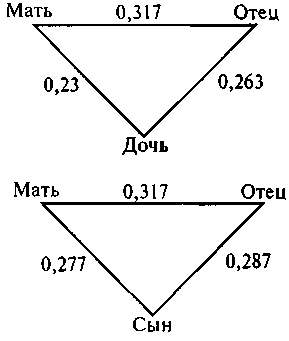 Мать 0,317 Отец
0,23 0,263
Дочь
Мать 0,317 Отец
0,277 0,287
Сын